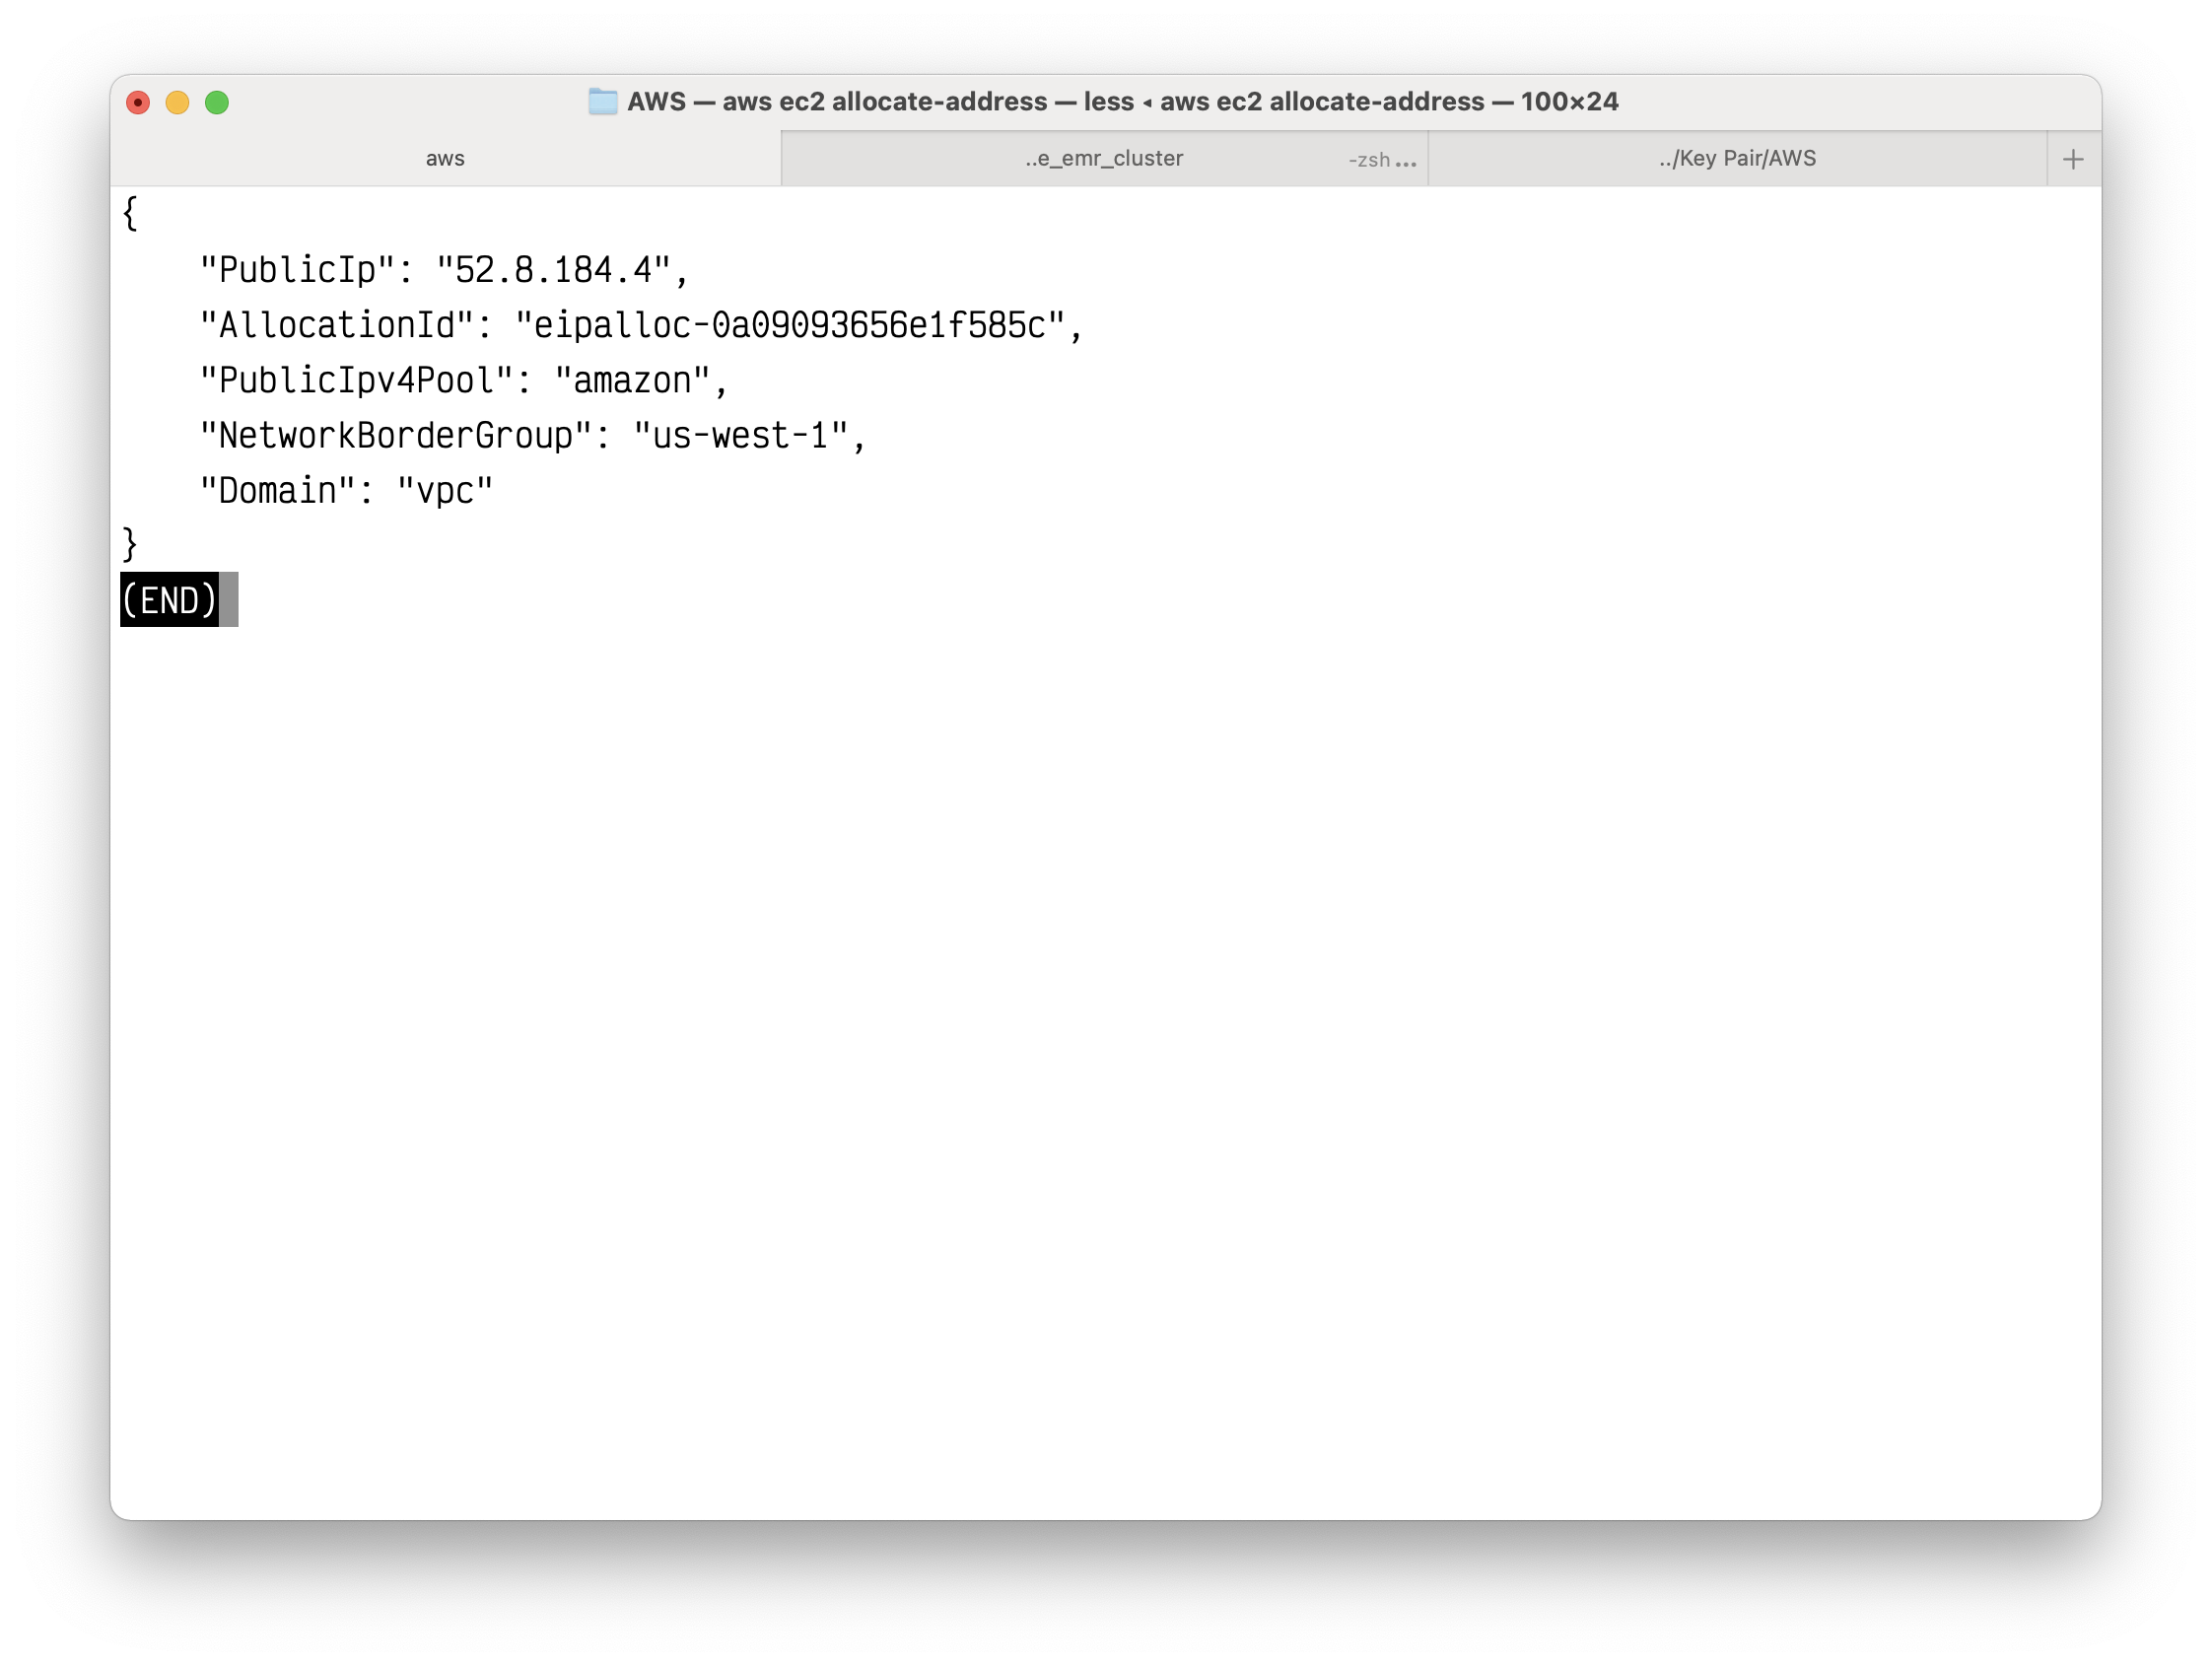 AWS — aws ec2 allocate-address — less ◂ aws ec2 allocate-address — 100×24
aws ..e_emr_cluster -zsh ... ../Key Pair/AWS +
{
    "PublicIp": "52.8.184.4",
    "AllocationId": "eipalloc-0a09093656e1f585c",
    "PublicIpv4Pool": "amazon",
    "NetworkBorderGroup": "us-west-1",
    "Domain": "vpc"
}
(END)